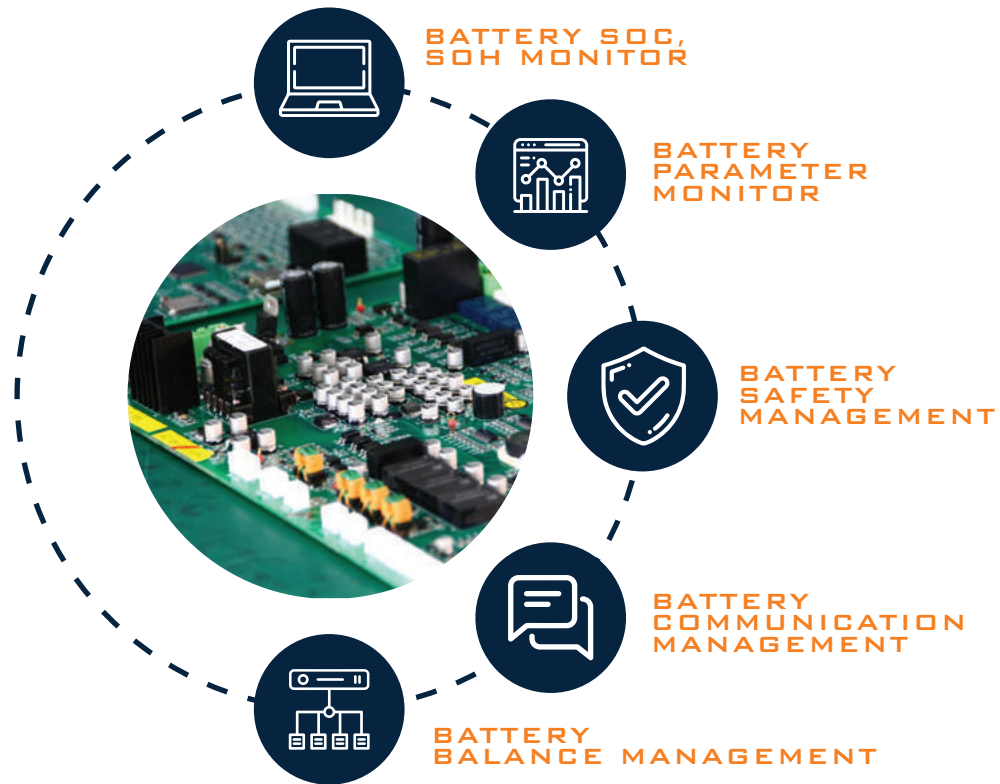 BATTERY SOC,
SOH MONITOR
BATTERY
PARAMETER
MONITOR
BATTERY
SAFETY
MANAGEMENT
BATTERY
COMMUNICATION
MANAGEMENT
BATTERY
BALANCE MANAGEMENT